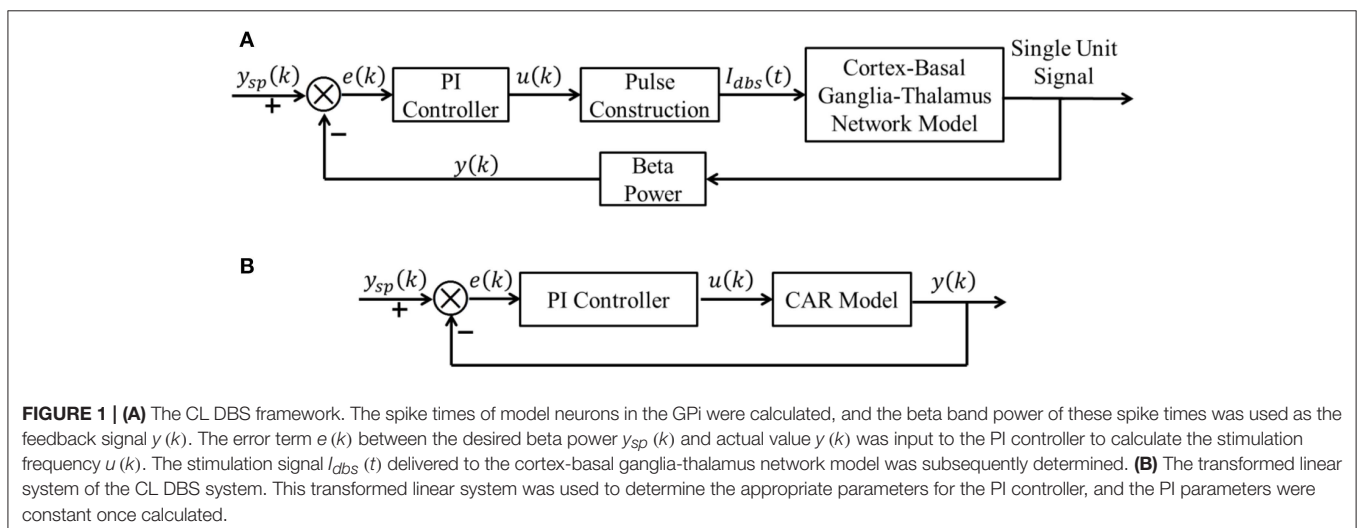 A
y_sp(k)
+
−
e(k)
PI
Controller
u(k)
Pulse
Construction
I_dbs(t)
Cortex-Basal
Ganglia-Thalamus
Network Model
Single Unit
Signal
y(k)
Beta
Power
B
y_sp(k)
+
−
e(k)
PI Controller
u(k)
CAR Model
y(k)
FIGURE 1 | (A) The CL DBS framework. The spike times of model neurons in the GPi were calculated, and the beta band power of these spike times was used as the
feedback signal y (k). The error term e (k) between the desired beta power y_sp (k) and actual value y (k) was input to the PI controller to calculate the stimulation
frequency u (k). The stimulation signal I_dbs (t) delivered to the cortex-basal ganglia-thalamus network model was subsequently determined. (B) The transformed linear
system of the CL DBS system. This transformed linear system was used to determine the appropriate parameters for the PI controller, and the PI parameters were
constant once calculated.